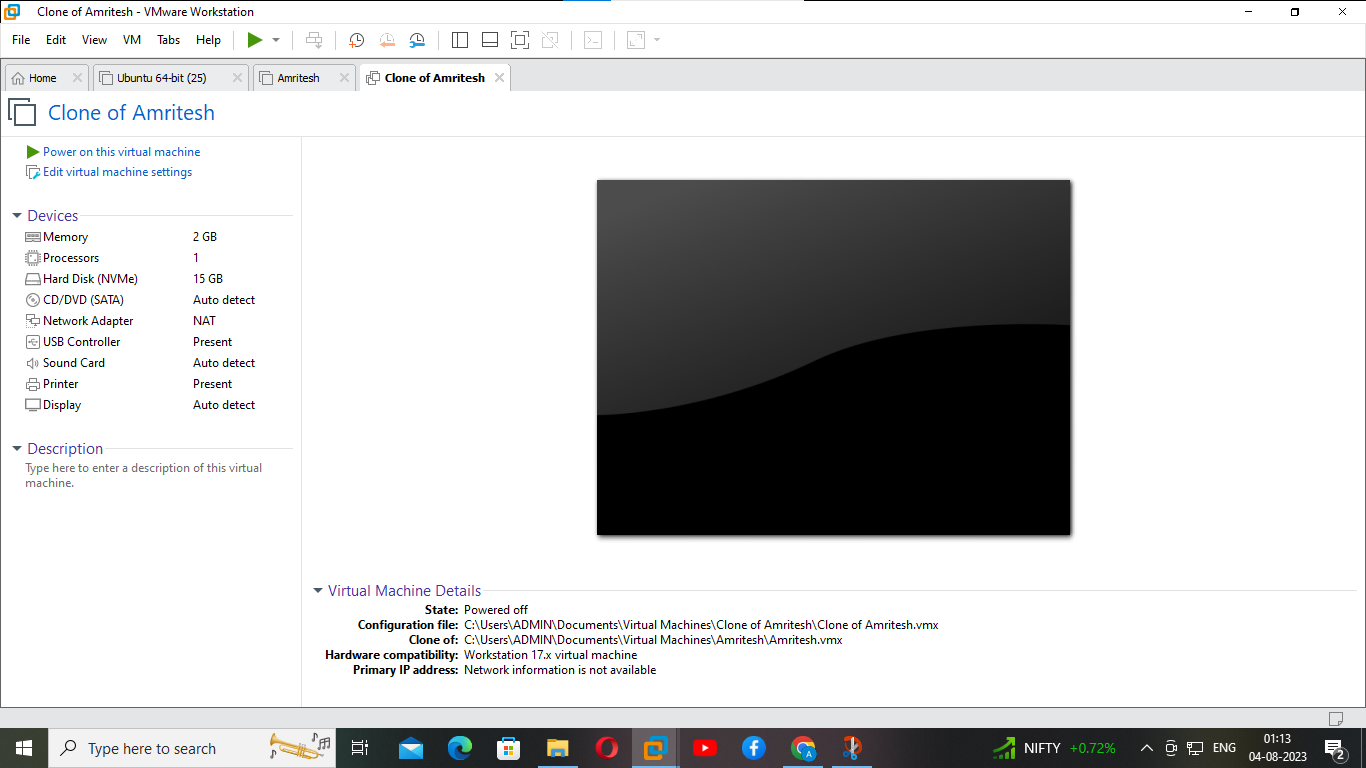 Clone of Amritesh - VMware Workstation
File Edit View VM Tabs Help
Home Ubuntu 64-bit (25) Amritesh Clone of Amritesh
Clone of Amritesh
Power on this virtual machine
Edit virtual machine settings
Devices
Memory 2 GB
Processors 1
Hard Disk (NVMe) 15 GB
CD/DVD (SATA) Auto detect
Network Adapter NAT
USB Controller Present
Sound Card Auto detect
Printer Present
Display Auto detect
Description
Type here to enter a description of this virtual
machine.
Virtual Machine Details
State: Powered off
Configuration file: C:\Users\ADMIN\Documents\Virtual Machines\Clone of Amritesh\Clone of Amritesh.vmx
Clone of: C:\Users\ADMIN\Documents\Virtual Machines\Amritesh\Amritesh.vmx
Hardware compatibility: Workstation 17.x virtual machine
Primary IP address: Network information is not available
Type here to search
A
NIFTY +0.72%
ENG
01:13
04-08-2023
2